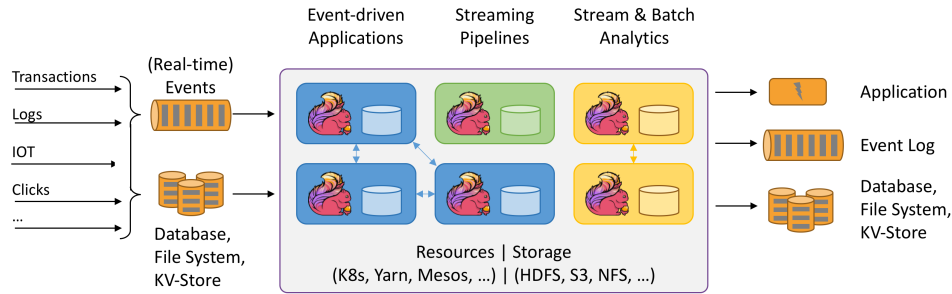 Event-driven
Applications
Streaming
Pipelines
Stream & Batch
Analytics
Transactions
Logs
IOT
Clicks
...
(Real-time)
Events
Database,
File System,
KV-Store
Resources | Storage
(K8s, Yarn, Mesos, ...) | (HDFS, S3, NFS, ...)
Application
Event Log
Database,
File System,
KV-Store